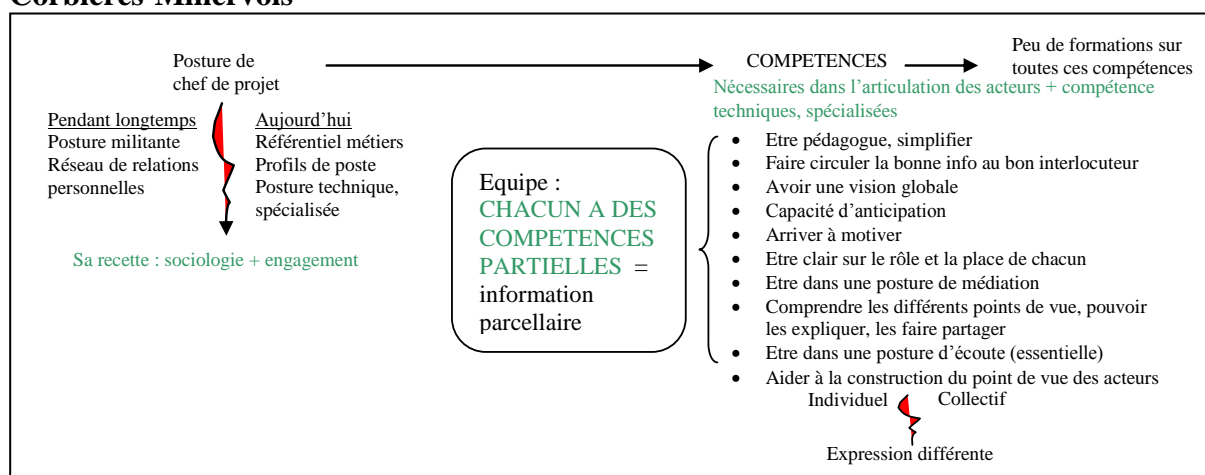 Corbières Minervois
Posture de
chef de projet
COMPETENCES
Peu de formations sur
toutes ces compétences
Nécessaires dans l'articulation des acteurs + compétence
techniques, spécialisées
Pendant longtemps
Posture militante
Réseau de relations
personnelles
Aujourd'hui
Référentiel métiers
Profils de poste
Posture technique,
spécialisée
Sa recette : sociologie + engagement
Equipe :
CHACUN A DES
COMPETENCES
PARTIELLES =
information
parcellaire
• Etre pédagogue, simplifier
• Faire circuler la bonne info au bon interlocuteur
• Avoir une vision globale
• Capacité d'anticipation
• Arriver à motiver
• Etre clair sur le rôle et la place de chacun
• Etre dans une posture de médiation
• Comprendre les différents points de vue, pouvoir
les expliquer, les faire partager
• Etre dans une posture d'écoute (essentielle)
• Aider à la construction du point de vue des acteurs
Individuel
Collectif
Expression différente